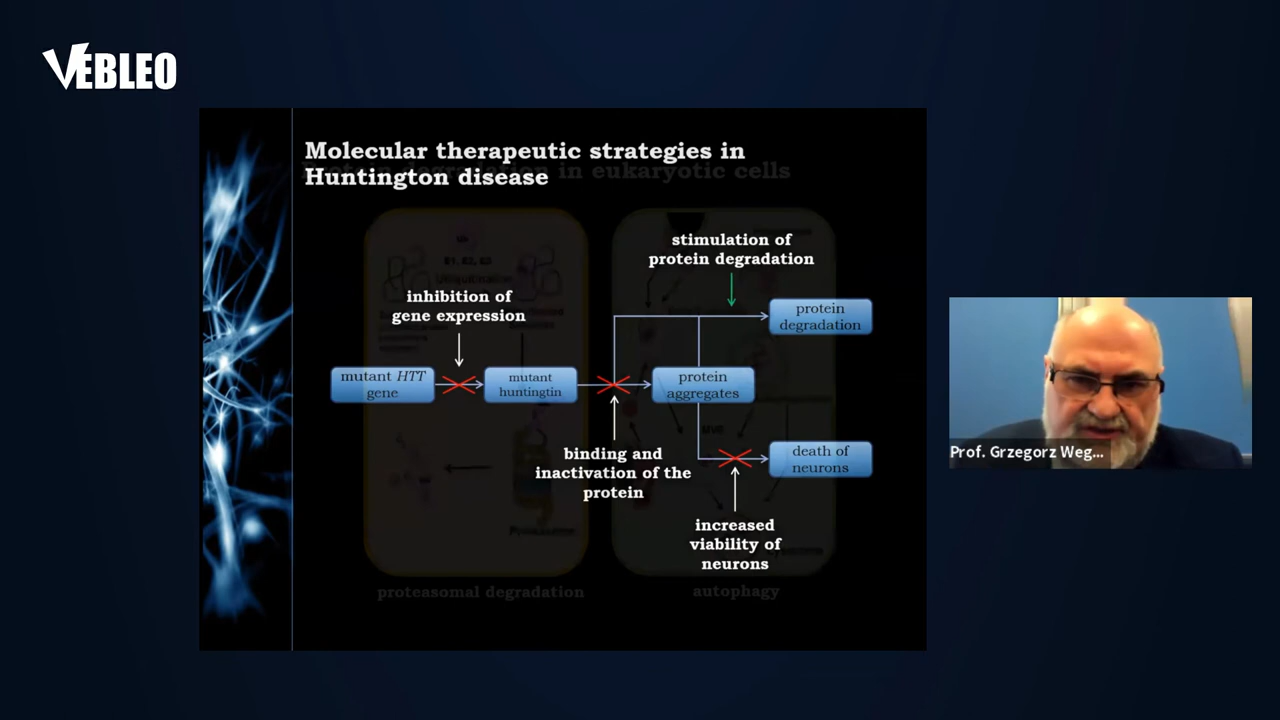 VEBLEO
Molecular therapeutic strategies in
Huntington disease
Protein degradation in eukaryotic cells
stimulation of
protein degradation
inhibition of
gene expression
protein
degradation
mutant HTT
gene
mutant
huntingtin
protein
aggregates
binding and
inactivation of the
protein
death of
neurons
increased
viability of
neurons
proteasomal degradation
autophagy
Prof. Grzegorz Weg...